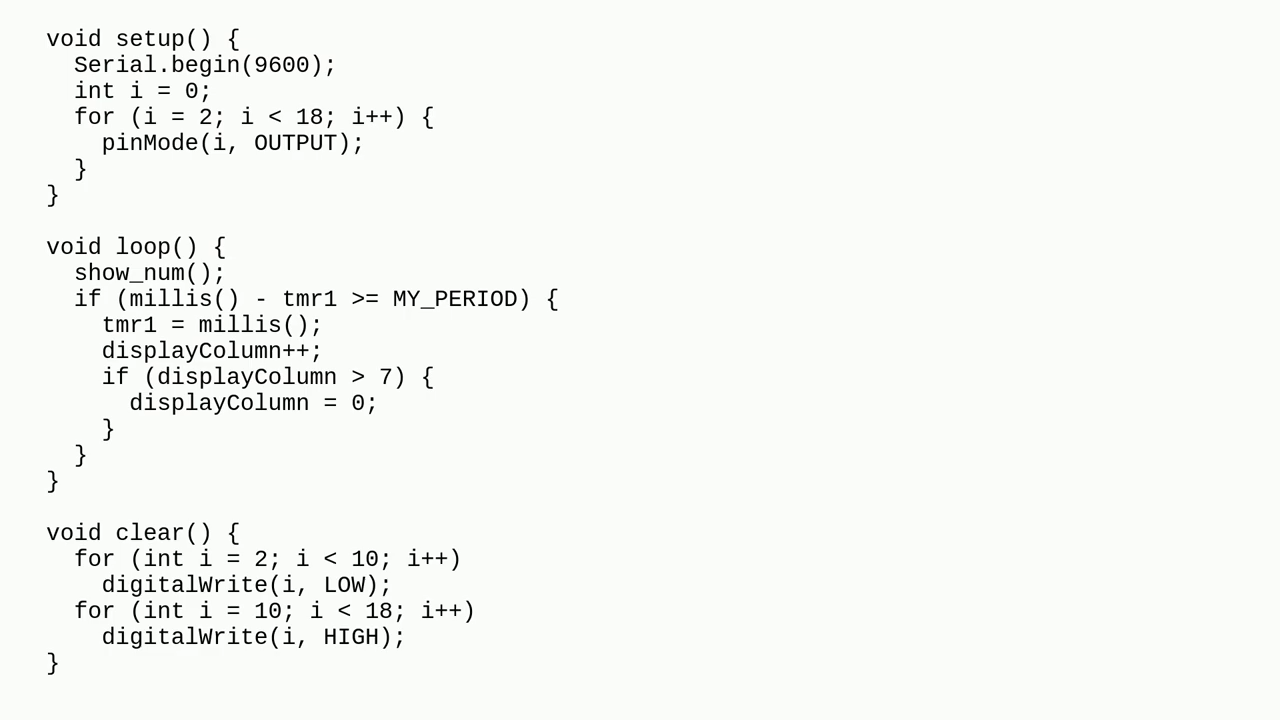 void setup() {
  Serial.begin(9600);
  int i = 0;
  for (i = 2; i < 18; i++) {
    pinMode(i, OUTPUT);
  }
}

void loop() {
  show_num();
  if (millis() - tmr1 >= MY_PERIOD) {
    tmr1 = millis();
    displayColumn++;
    if (displayColumn > 7) {
      displayColumn = 0;
    }
  }
}

void clear() {
  for (int i = 2; i < 10; i++)
    digitalWrite(i, LOW);
  for (int i = 10; i < 18; i++)
    digitalWrite(i, HIGH);
}